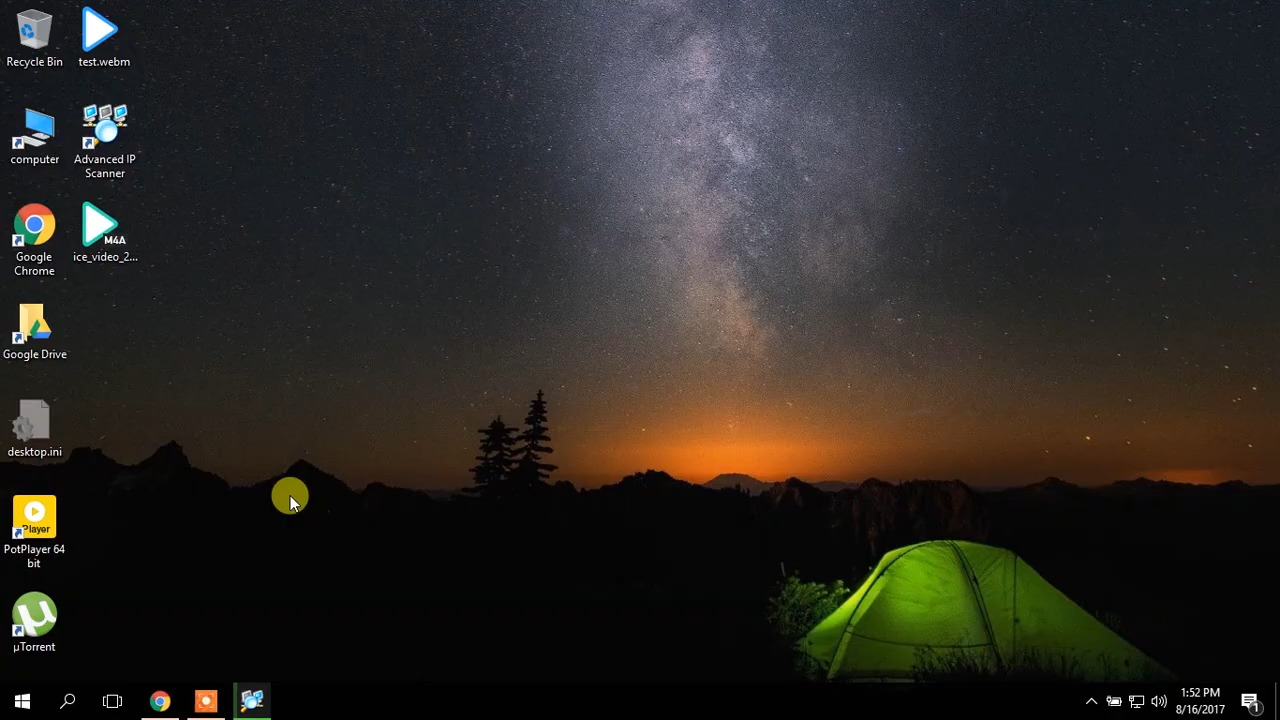 Recycle Bin
test.webm
computer
Advanced IP
Scanner
Google
Chrome
M4A
ice_video_2...
Google Drive
desktop.ini
Player
PotPlayer 64
bit
µ
µTorrent
1:52 PM
8/16/2017
1